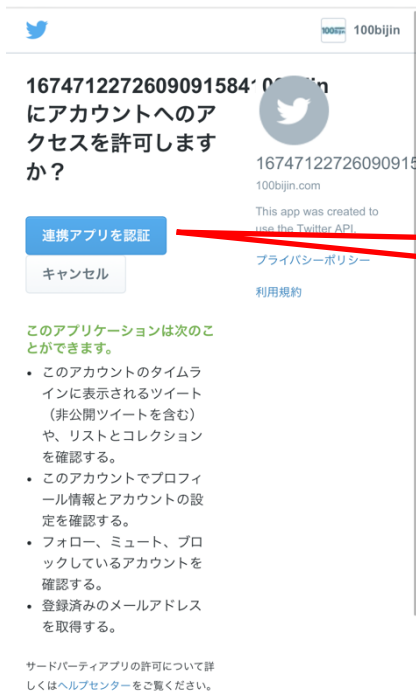 100bijin
100bijin
にアカウントへのア
クセスを許可します
か？
連携アプリを認証
キャンセル
16747122726090915
100bijin.com
This app was created to
use the Twitter API.
プライバシーポリシー
利用規約
このアプリケーションは次のこ
とができます。
• このアカウントのタイムラ
インに表示されるツイート
（非公開ツイートを含む）
や、リストとコレクション
を確認する。
• このアカウントでプロフィ
ール情報とアカウントの設
定を確認する。
• フォロー、ミュート、ブロ
ックしているアカウントを
確認する。
• 登録済みのメールアドレス
を取得する。
サードパーティアプリの許可について詳
しくはヘルプセンターをご覧ください。